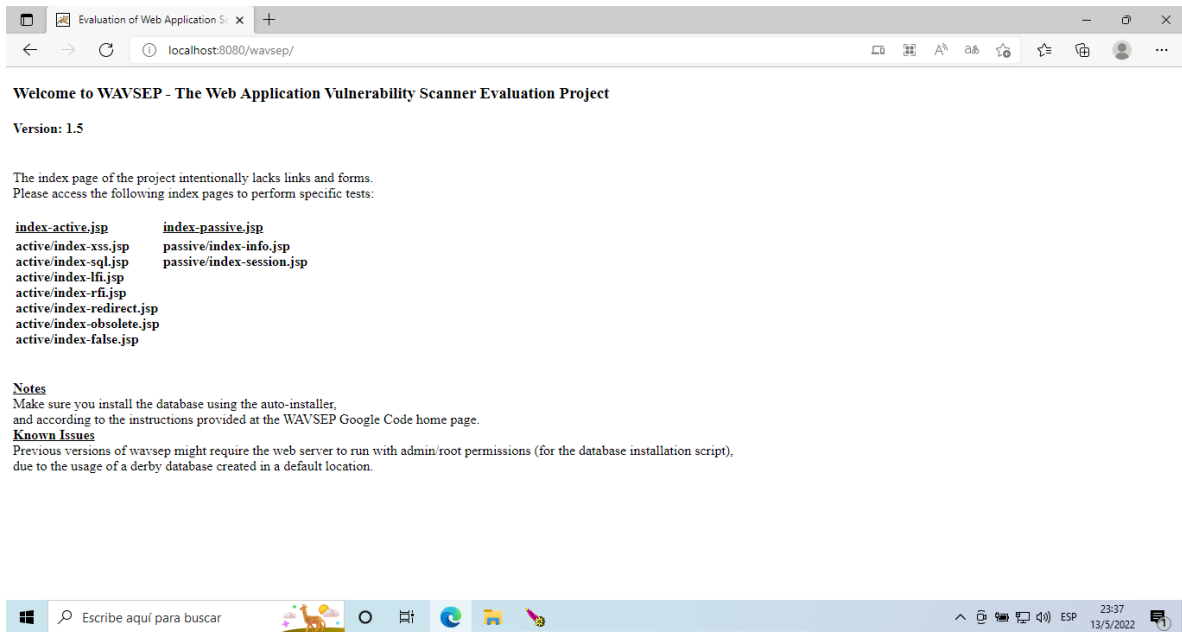 Evaluation of Web Application Sc
localhost:8080/wavsep/
Welcome to WAVSEP - The Web Application Vulnerability Scanner Evaluation Project
Version: 1.5
The index page of the project intentionally lacks links and forms.
Please access the following index pages to perform specific tests:
index-active.jsp index-passive.jsp
active/index-xss.jsp passive/index-info.jsp
active/index-sql.jsp passive/index-session.jsp
active/index-lfi.jsp
active/index-rfi.jsp
active/index-redirect.jsp
active/index-obsolete.jsp
active/index-false.jsp
Notes
Make sure you install the database using the auto-installer,
and according to the instructions provided at the WAVSEP Google Code home page.
Known Issues
Previous versions of wavsep might require the web server to run with admin/root permissions (for the database installation script),
due to the usage of a derby database created in a default location.
Escribe aquí para buscar
ESP
23:37
13/5/2022
1